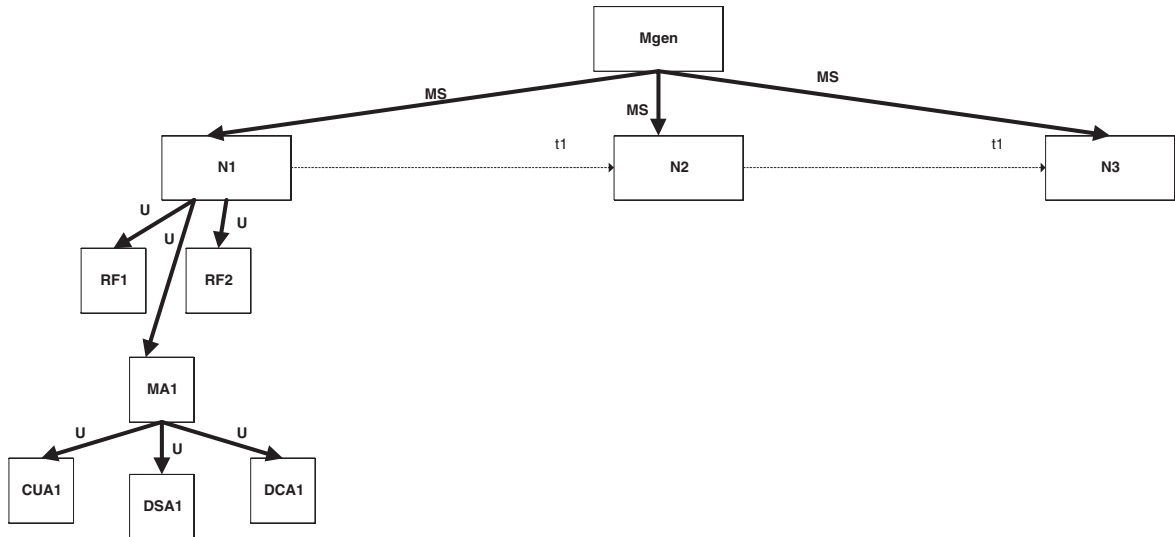 Mgen
MS
MS
MS
N1
t1
N2
t1
N3
U
U
U
RF1
RF2
MA1
U
U
U
CUA1
DSA1
DCA1